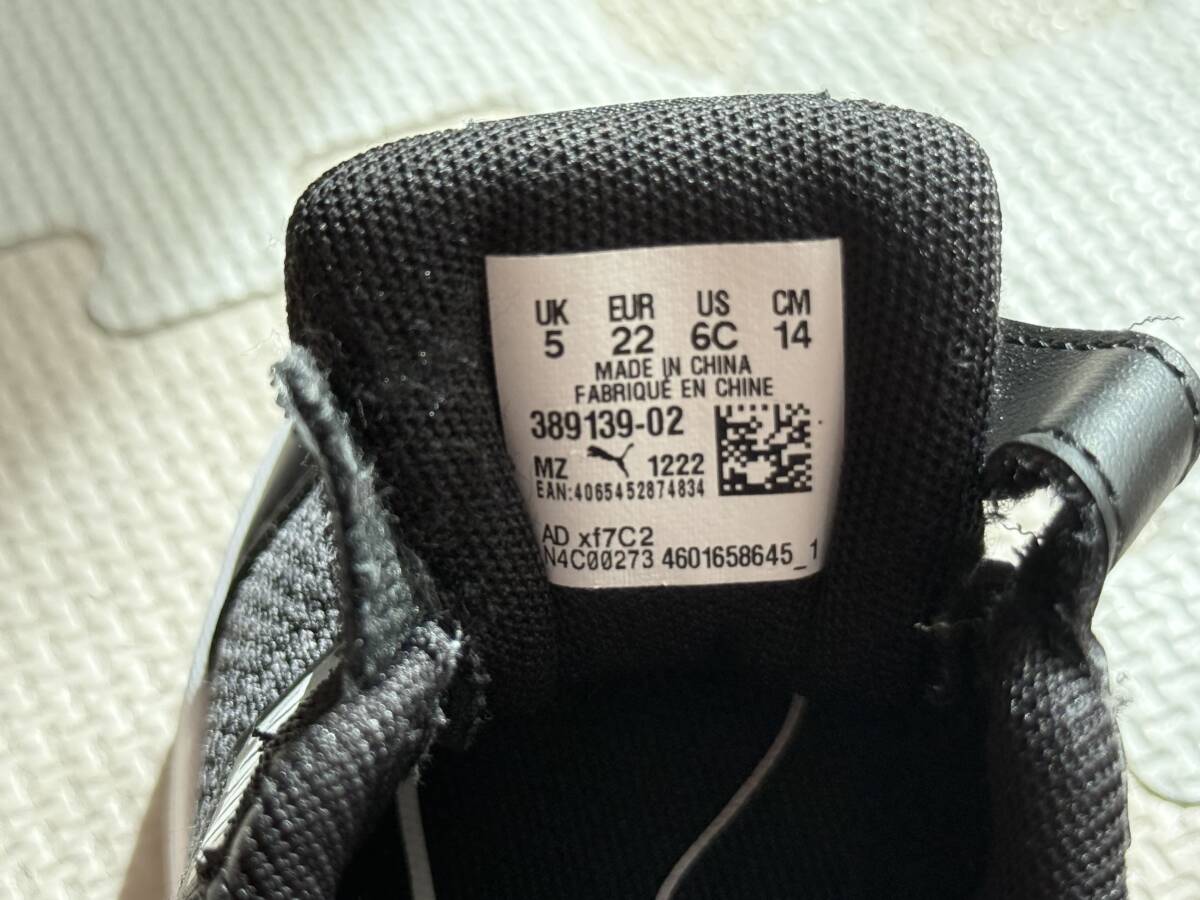 UK EUR US CM
5 22 6C 14
MADE IN CHINA
FABRIQUÉ EN CHINE
389139-02
MZ 1222
EAN:4065452874834
AD xf7C2
N4C00273 4601658645_1